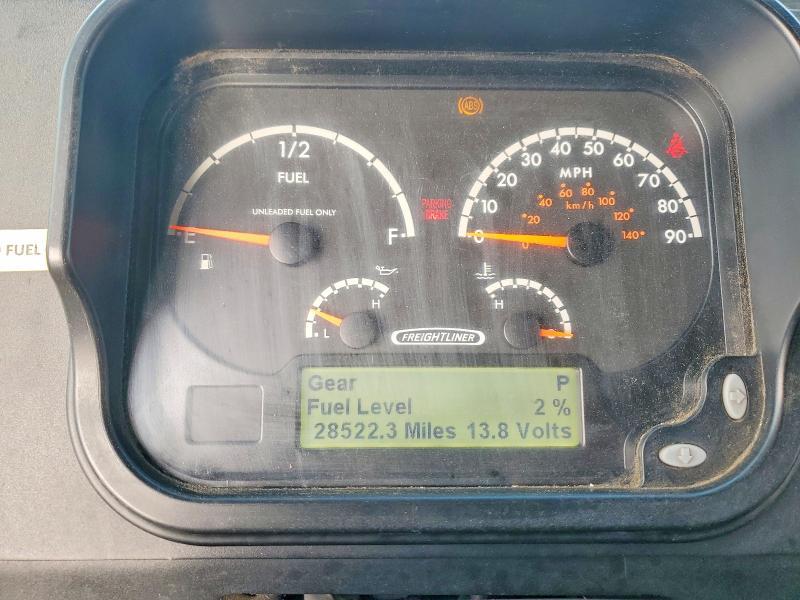 ABS
1/2
FUEL
UNLEADED FUEL ONLY
E
F
PARKING
BRAKE
0 10 20 30 40 50 60 70 80 90
MPH
km/h
0 20 40 60 80 100 120 140
FUEL
L H
H
FREIGHTLINER
Gear P
Fuel Level 2 %
28522.3 Miles 13.8 Volts